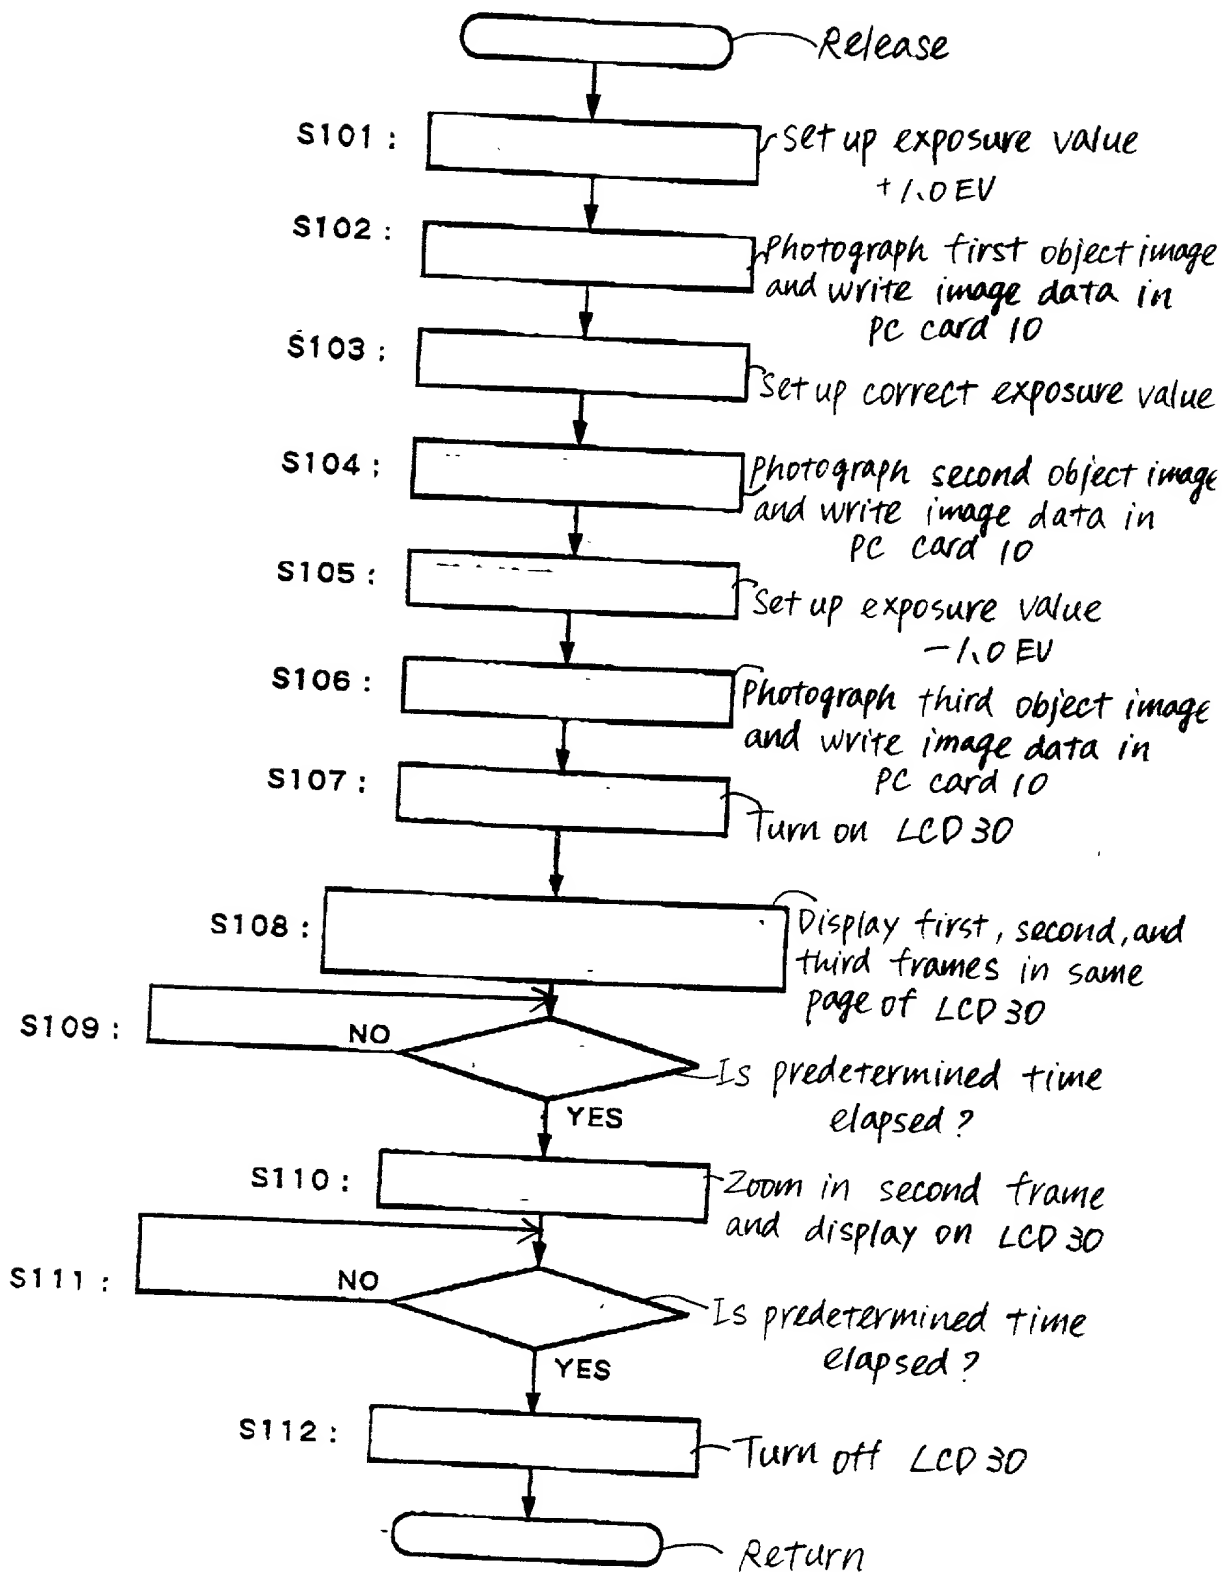 Release
S101:
Set up exposure value
+1.0 EV
S102:
Photograph first object image
and write image data in
PC card 10
S103:
Set up correct exposure value
S104:
Photograph second object image
and write image data in
PC card 10
S105:
Set up exposure value
-1.0 EV
S106:
Photograph third object image
and write image data in
PC card 10
S107:
Turn on LCD 30
S108:
Display first, second, and
third frames in same
page of LCD 30
S109:
NO
Is predetermined time
elapsed?
YES
S110:
Zoom in second frame
and display on LCD 30
S111:
NO
Is predetermined time
elapsed?
YES
S112:
Turn off LCD 30
Return